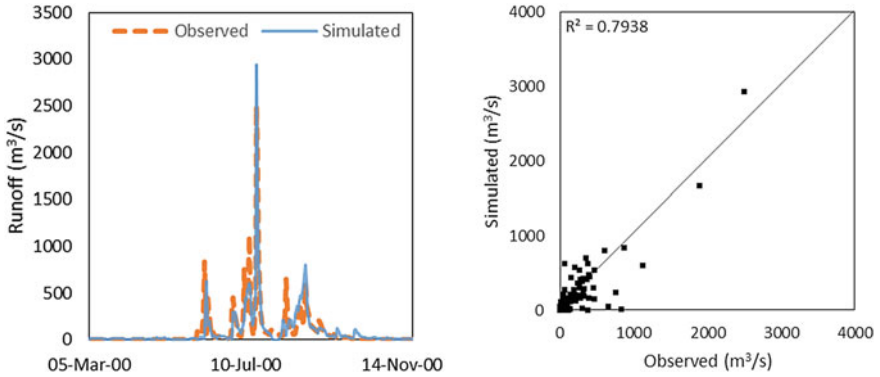 Observed Simulated
Runoff (m³/s)
3500
3000
2500
2000
1500
1000
500
0
05-Mar-00 10-Jul-00 14-Nov-00
R² = 0.7938
Simulated (m³/s)
4000
3000
2000
1000
0
0 1000 2000 3000 4000
Observed (m³/s)